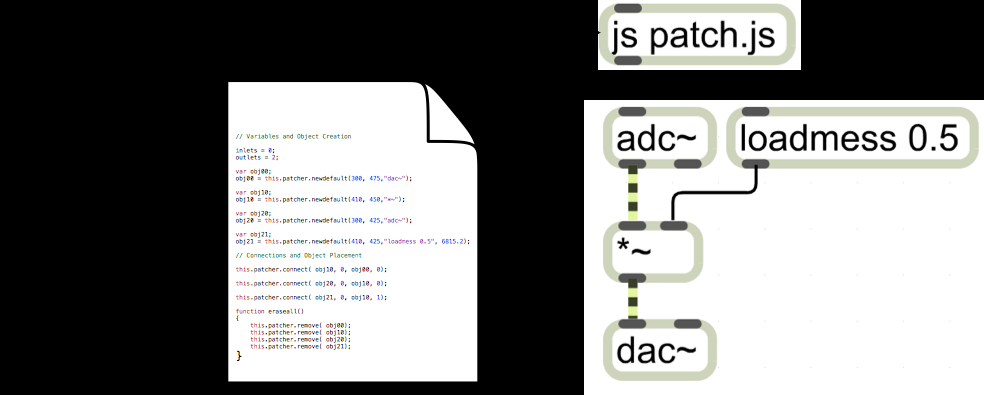 // Variables and Object Creation
inlets = 0;
outlets = 2;
var obj00;
obj00 = this.patcher.newdefault(300, 475,"dac~");
var obj10;
obj10 = this.patcher.newdefault(410, 450,"*~");
var obj20;
obj20 = this.patcher.newdefault(300, 425,"adc~");
var obj21;
obj21 = this.patcher.newdefault(410, 425,"loadmess 0.5", 6815.2);
// Connections and Object Placement
this.patcher.connect( obj10, 0, obj00, 0);
this.patcher.connect( obj20, 0, obj10, 0);
this.patcher.connect( obj21, 0, obj10, 1);
function eraseall()
{
this.patcher.remove( obj00);
this.patcher.remove( obj10);
this.patcher.remove( obj20);
this.patcher.remove( obj21);
}
js patch.js
adc~
loadmess 0.5
*~
dac~